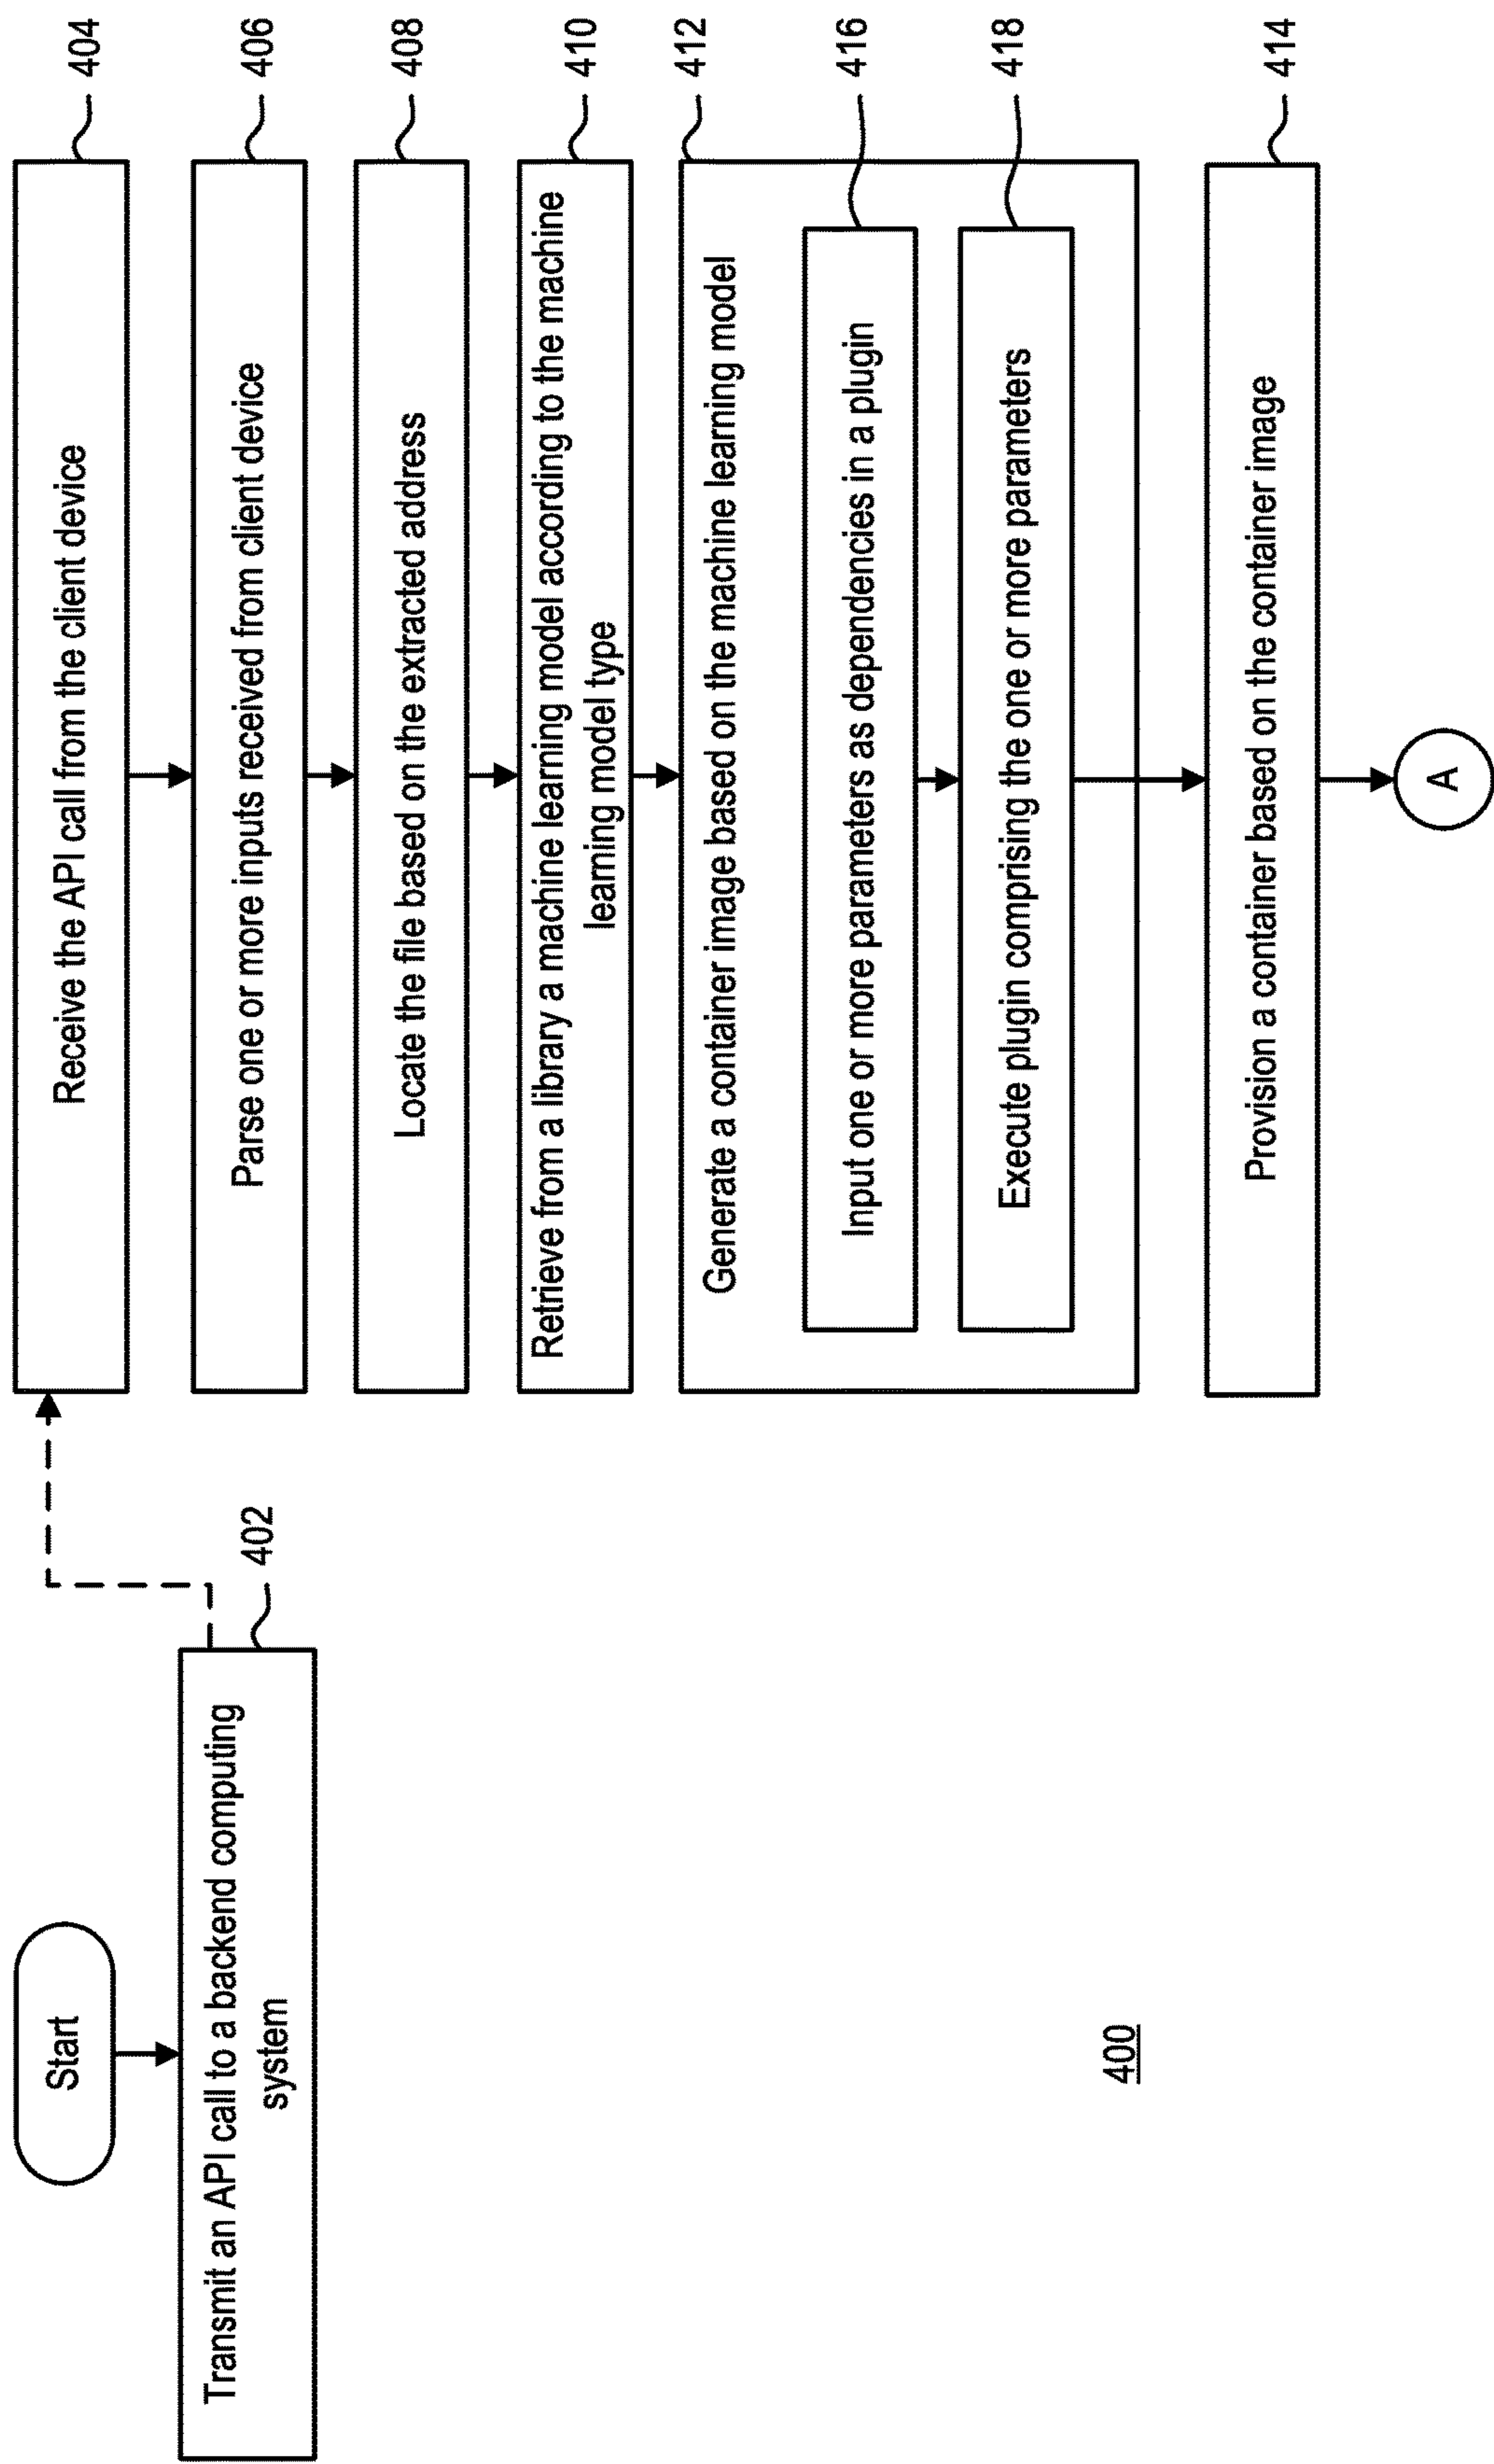 Start
Transmit an API call to a backend computing
system
402
Receive the API call from the client device
404
Parse one or more inputs received from client device
406
Locate the file based on the extracted address
408
Retrieve from a library a machine learning model according to the machine
learning model type
410
Generate a container image based on the machine learning model
412
Input one or more parameters as dependencies in a plugin
416
Execute plugin comprising the one or more parameters
418
Provision a container based on the container image
414
A
400